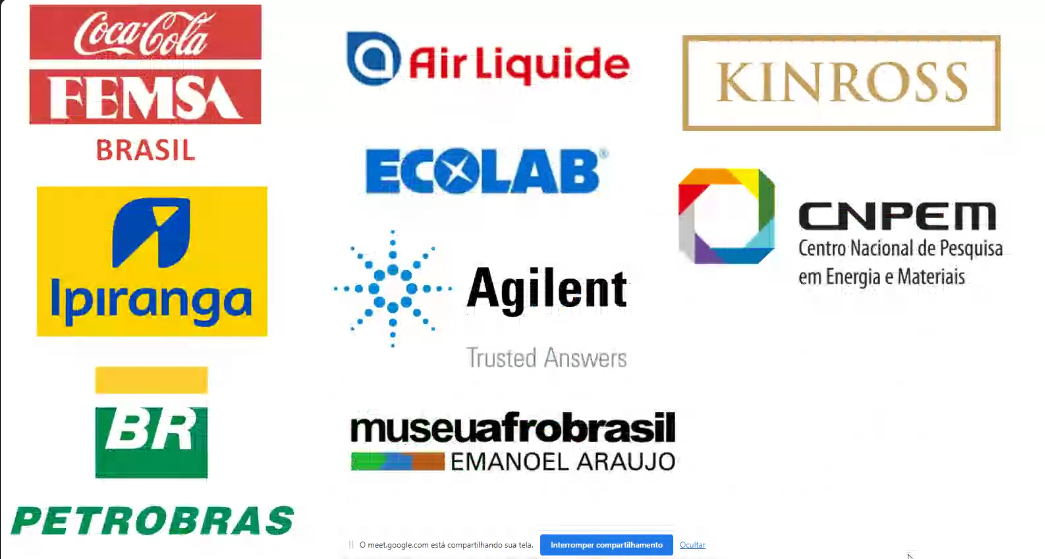 Coca-Cola
FEMSA
BRASIL
Ipiranga
BR
PETROBRAS
Air Liquide
ECOLAB®
Agilent
Trusted Answers
museuafrobrasil
EMANOEL ARAUJO
KINROSS
CNPEM
Centro Nacional de Pesquisa
em Energia e Materiais
O meet.google.com está compartilhando sua tela. Interromper compartilhamento Ocultar